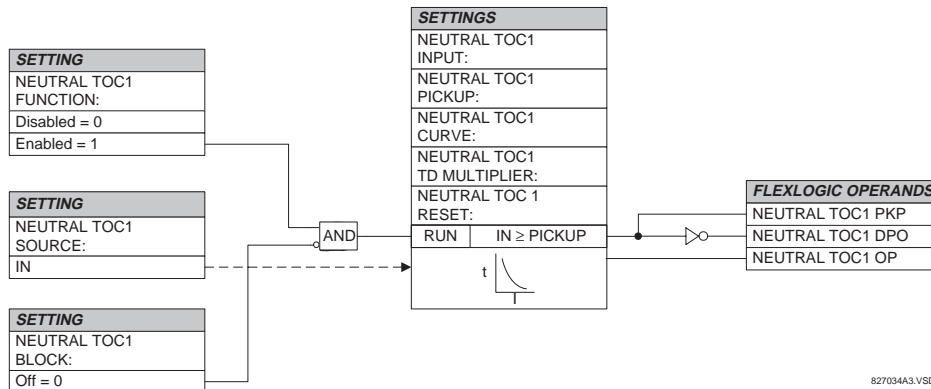 SETTING
NEUTRAL TOC1
FUNCTION:
Disabled = 0
Enabled = 1
SETTING
NEUTRAL TOC1
SOURCE:
IN
SETTING
NEUTRAL TOC1
BLOCK:
Off = 0
AND
SETTINGS
NEUTRAL TOC1
INPUT:
NEUTRAL TOC1
PICKUP:
NEUTRAL TOC1
CURVE:
NEUTRAL TOC1
TD MULTIPLIER:
NEUTRAL TOC 1
RESET:
RUN IN ≥ PICKUP
t
I
FLEXLOGIC OPERANDS
NEUTRAL TOC1 PKP
NEUTRAL TOC1 DPO
NEUTRAL TOC1 OP
827034A3.VSD